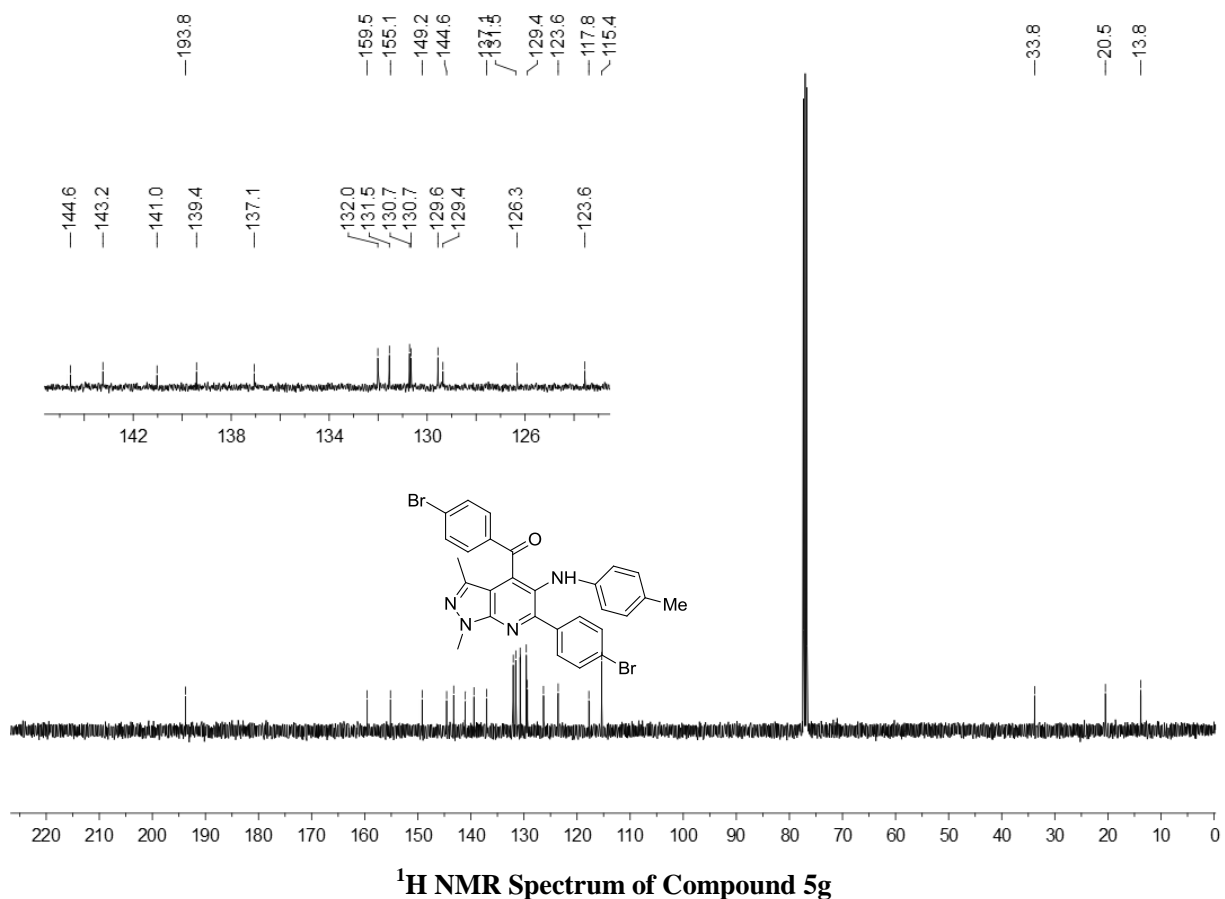 193.8 159.5 155.1 149.2 144.6 137.1 131.5 129.4 123.6 117.8 115.4 33.8 20.5 13.8
144.6 143.2 141.0 139.4 137.1 132.0 131.5 130.7 130.7 129.6 129.4 126.3 123.6
142 138 134 130 126
Br
O
NH
N
Me
N
N
Br
220 210 200 190 180 170 160 150 140 130 120 110 100 90 80 70 60 50 40 30 20 10 0
¹H NMR Spectrum of Compound 5g